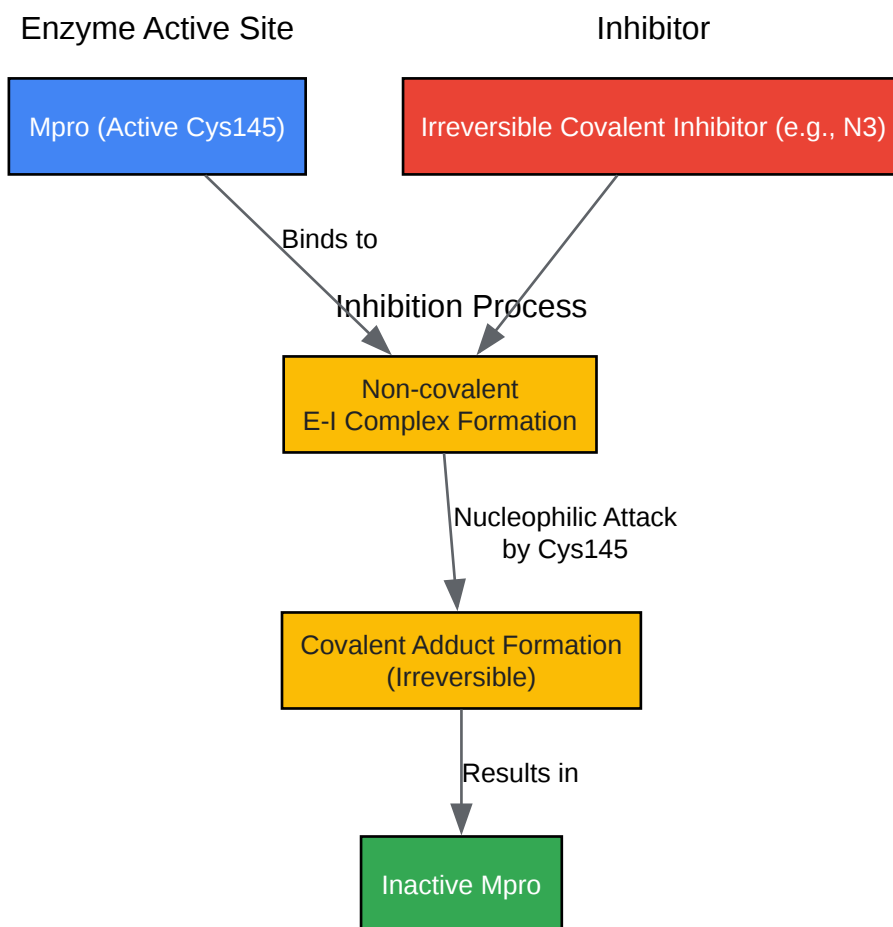 Enzyme Active Site
Inhibitor
Mpro (Active Cys145)
Irreversible Covalent Inhibitor (e.g., N3)
Binds to
Inhibition Process
Non-covalent
E-I Complex Formation
Nucleophilic Attack
by Cys145
Covalent Adduct Formation
(Irreversible)
Results in
Inactive Mpro